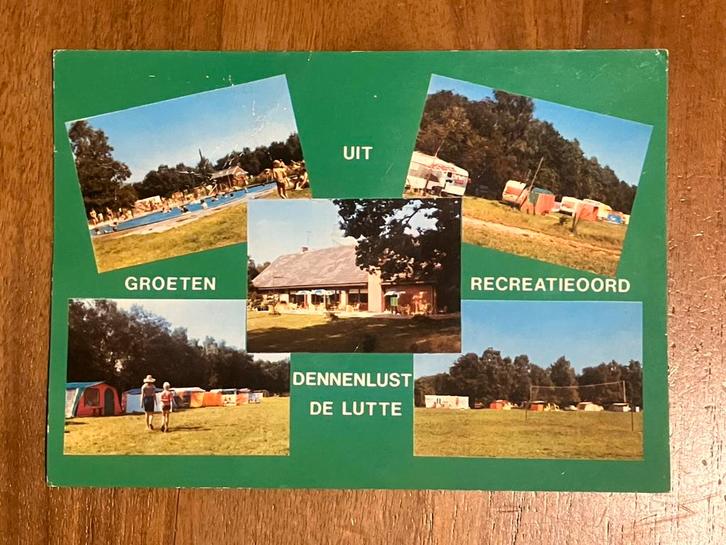 GROETEN
UIT
RECREATIEOORD
DENNENLUST
DE LUTTE